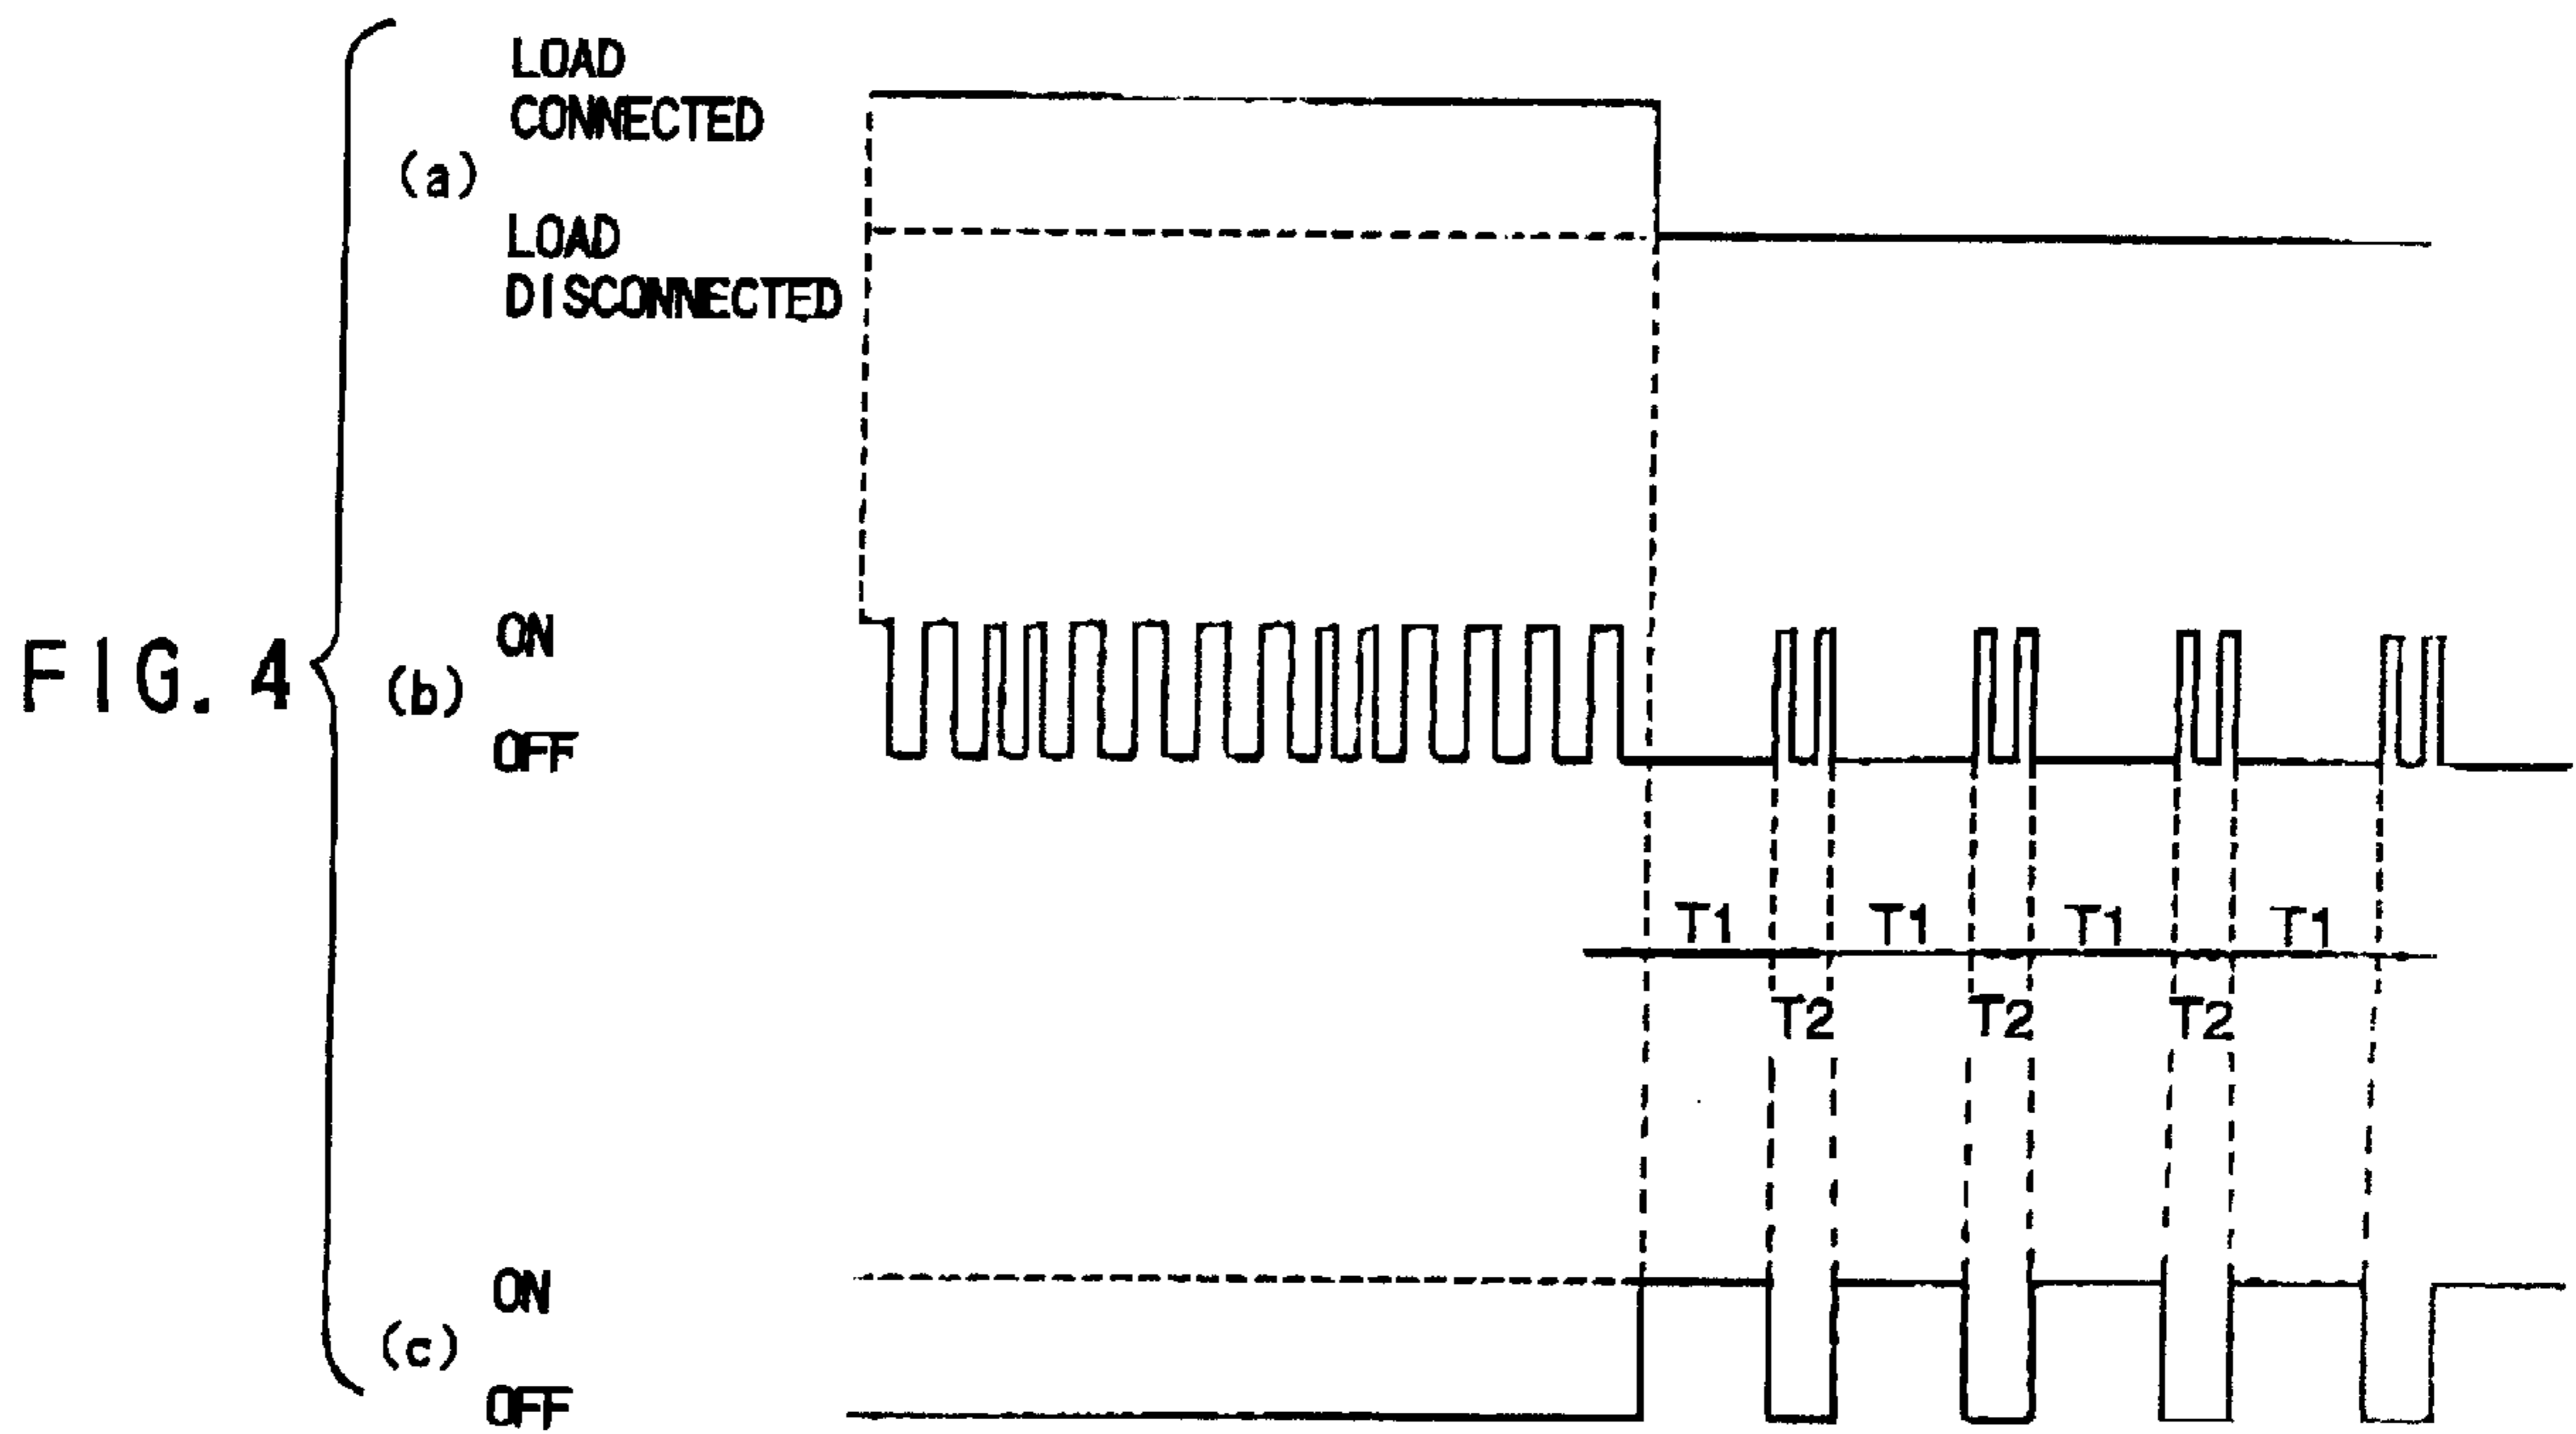 FIG. 4
(a)
LOAD
CONNECTED
LOAD
DISCONNECTED
(b)
ON
OFF
T1 T1 T1 T1
T2 T2 T2
(c)
ON
OFF